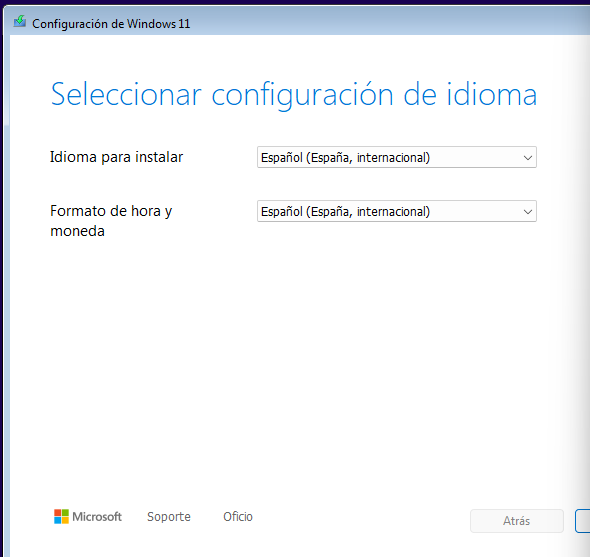 Configuración de Windows 11
Seleccionar configuración de idioma
Idioma para instalar
Español (España, internacional)
Formato de hora y
moneda
Español (España, internacional)
Microsoft
Soporte
Oficio
Atrás